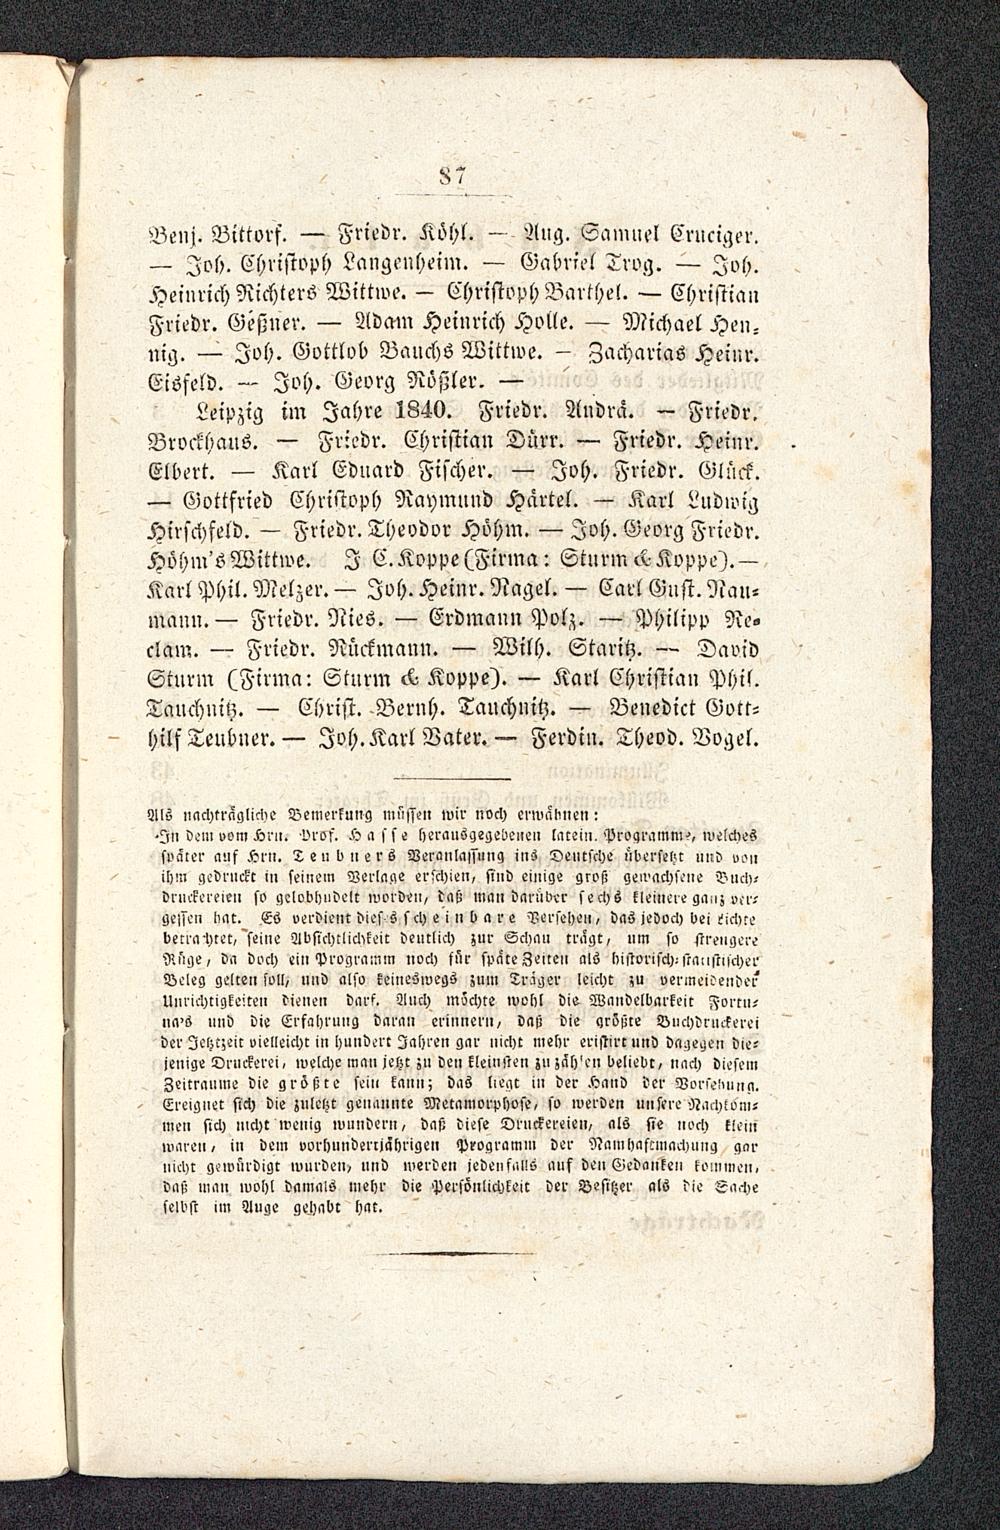 87
Benj. Bittorf. — Friedr. Köhl. — Aug. Samuel Cruciger.
— Joh. Christoph Langenheim. — Gabriel Trog. — Joh.
Heinrich Richters Wittwe. — Christoph Barthel. — Christian
Friedr. Geßner. — Adam Heinrich Holle. — Michael Hen-
nig. — Joh. Gottlob Bauchs Wittwe. — Zacharias Heinr.
Eisfeld. — Joh. Georg Rößler. —
Leipzig im Jahre 1840. Friedr. Andrä. — Friedr.
Brockhaus. — Friedr. Christian Dürr. — Friedr. Heinr.
Elbert. — Karl Eduard Fischer. — Joh. Friedr. Glück.
— Gottfried Christoph Raymund Härtel. — Karl Ludwig
Hirschfeld. — Friedr. Theodor Höhm. — Joh. Georg Friedr.
Höhm's Wittwe. J C. Koppe (Firma: Sturm & Koppe). —
Karl Phil. Melzer. — Joh. Heinr. Nagel. — Carl Gust. Nau-
mann. — Friedr. Nies. — Erdmann Polz. — Philipp Re-
clam. — Friedr. Rückmann. — Wilh. Staritz. — David
Sturm (Firma: Sturm & Koppe). — Karl Christian Phil.
Tauchnitz. — Christ. Bernh. Tauchnitz. — Benedict Gott-
hilf Teubner. — Joh. Karl Vater. — Ferdin. Theod. Vogel.
Als nachträgliche Bemerkung müssen wir noch erwähnen:
In dem vom Hrn. Prof. Hasse herausgegebenen latein. Programme, welches
später auf Hrn. Teubners Veranlassung ins Deutsche übersetzt und von
ihm gedruckt in seinem Verlage erschien, sind einige groß gewachsene Buch-
druckereien so gelobhudelt worden, daß man darüber sechs kleinere ganz ver-
gessen hat. Es verdient dieses scheinbare Versehen, das jedoch bei Lichte
betrachtet, seine Absichtlichkeit deutlich zur Schau trägt, um so strengere
Rüge, da doch ein Programm noch für späte Zeiten als historisch-statistischer
Beleg gelten soll, und also keineswegs zum Träger leicht zu vermeidender
Unrichtigkeiten dienen darf. Auch möchte wohl die Wandelbarkeit Fortu-
na's und die Erfahrung daran erinnern, daß die größte Buchdruckerei
der Jetztzeit vielleicht in hundert Jahren gar nicht mehr existirt und dagegen die-
jenige Druckerei, welche man jetzt zu den kleinsten zu zäh'en beliebt, nach diesem
Zeitraume die größte sein kann; das liegt in der Hand der Vorsehung.
Ereignet sich die zuletzt genannte Metamorphose, so werden unsere Nachkom-
men sich nicht wenig wundern, daß diese Druckereien, als sie noch klein
waren, in dem vorhundertjährigen Programm der Namhaftmachung gar
nicht gewürdigt wurden, und werden jedenfalls auf den Gedanken kommen,
daß man wohl damals mehr die Persönlichkeit der Besitzer als die Sache
selbst im Auge gehabt hat.